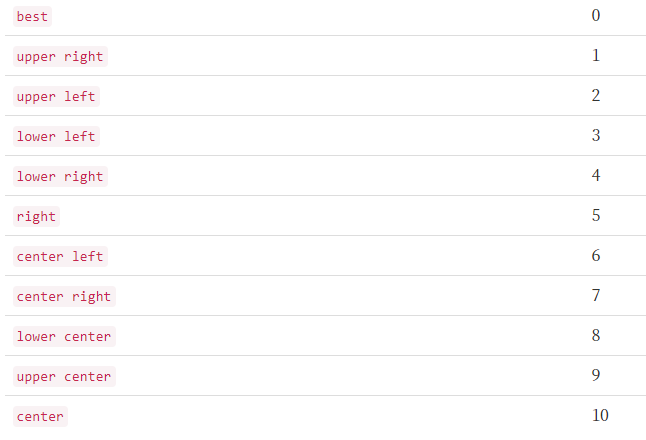 best 0
upper right 1
upper left 2
lower left 3
lower right 4
right 5
center left 6
center right 7
lower center 8
upper center 9
center 10